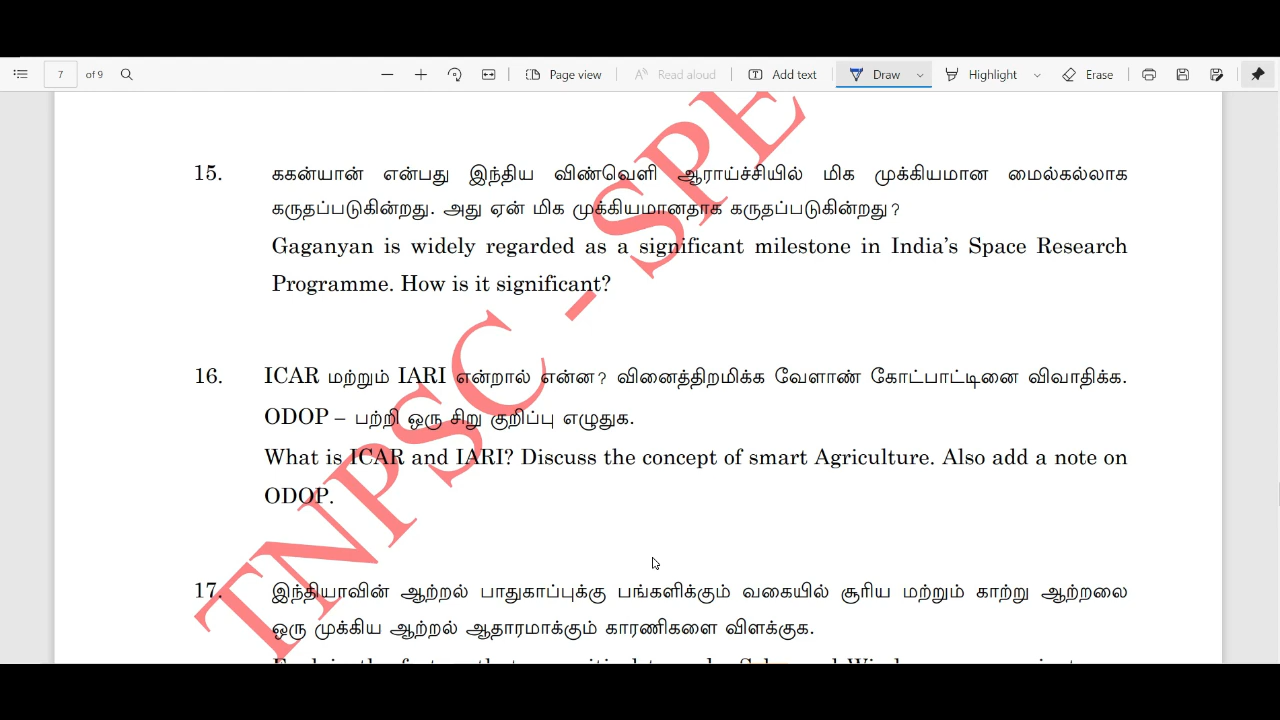 7 of 9 Page view Read aloud Add text Draw Highlight Erase
15. ககன்யான் என்பது இந்திய விண்வெளி ஆராய்ச்சியில் மிக முக்கியமான மைல்கல்லாக
கருதப்படுகின்றது. அது ஏன் மிக முக்கியமானதாக கருதப்படுகின்றது?
Gaganyan is widely regarded as a significant milestone in India's Space Research
Programme. How is it significant?
16. ICAR மற்றும் IARI என்றால் என்ன? வினைத்திறமிக்க வேளாண் கோட்பாட்டினை விவாதிக்க.
ODOP – பற்றி ஒரு சிறு குறிப்பு எழுதுக.
What is ICAR and IARI? Discuss the concept of smart Agriculture. Also add a note on
ODOP.
17. இந்தியாவின் ஆற்றல் பாதுகாப்புக்கு பங்களிக்கும் வகையில் சூரிய மற்றும் காற்று ஆற்றலை
ஒரு முக்கிய ஆற்றல் ஆதாரமாக்கும் காரணிகளை விளக்குக.
TNPSC - SPE